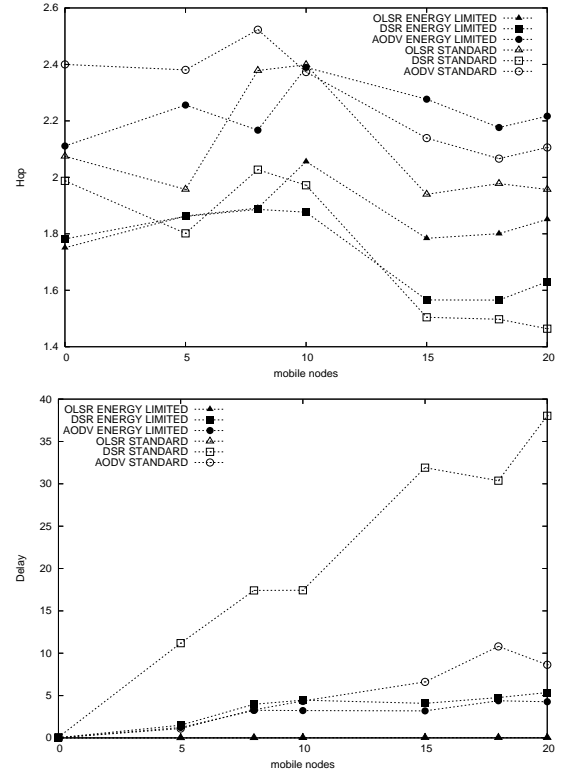 2.6
2.4
2.2
2
1.8
1.6
1.4
Hop
0
5
10
15
20
mobile nodes
OLSR ENERGY LIMITED
DSR ENERGY LIMITED
AODV ENERGY LIMITED
OLSR STANDARD
DSR STANDARD
AODV STANDARD
40
35
30
25
20
15
10
5
0
Delay
0
5
10
15
20
mobile nodes
OLSR ENERGY LIMITED
DSR ENERGY LIMITED
AODV ENERGY LIMITED
OLSR STANDARD
DSR STANDARD
AODV STANDARD